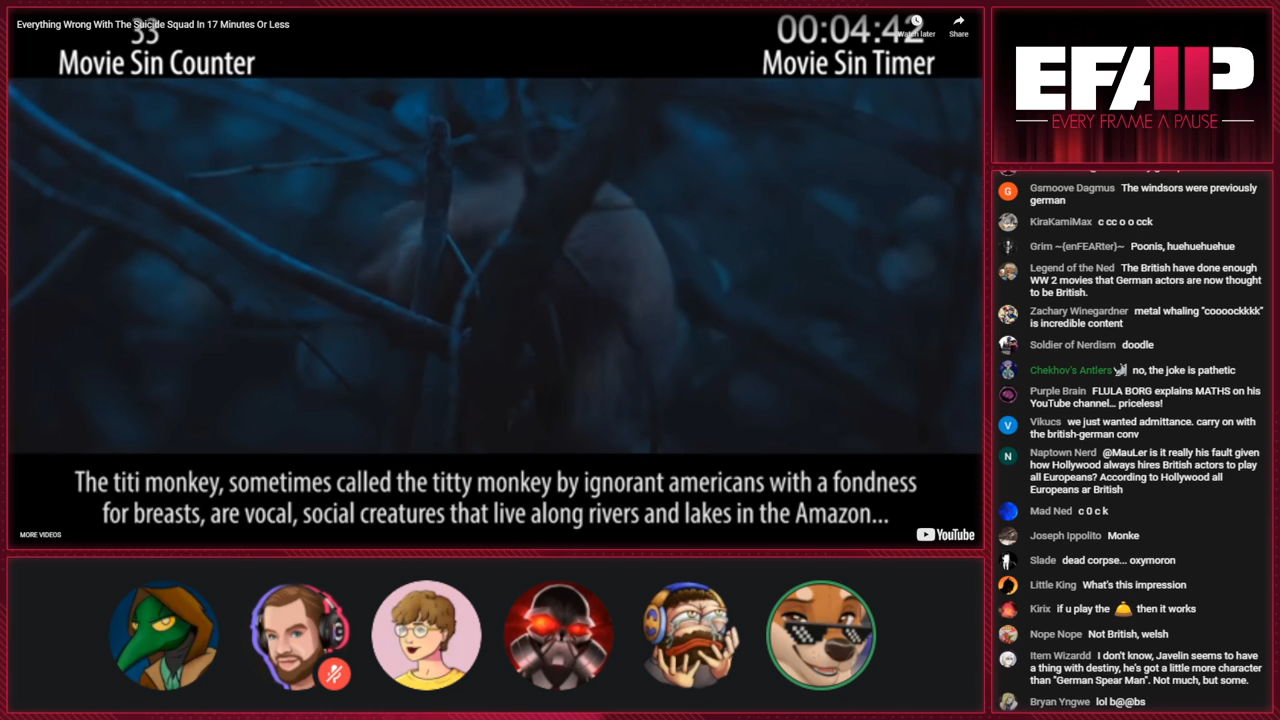 Everything Wrong With The Suicide Squad In 17 Minutes Or Less
33
Movie Sin Counter
00:04:42
Movie Sin Timer
Watch later
Share
The titi monkey, sometimes called the titty monkey by ignorant americans with a fondness
for breasts, are vocal, social creatures that live along rivers and lakes in the Amazon...
MORE VIDEOS
YouTube
EFAP
EVERY FRAME A PAUSE
Gsmoove Dagmus The windsors were previously
german
KiraKamiMax c cc o o cck
Grim ~{enFEARter}~ Poonis, huehuehuehue
Legend of the Ned The British have done enough
WW 2 movies that German actors are now thought
to be British.
Zachary Winegardner metal whaling "coooockkkk"
is incredible content
Soldier of Nerdism doodle
Chekhov's Antlers no, the joke is pathetic
Purple Brain FLULA BORG explains MATHS on his
YouTube channel... priceless!
V
Vikucs we just wanted admittance. carry on with
the british-german conv
N
Naptown Nerd @MauLer is it really his fault given
how Hollywood always hires British actors to play
all Europeans? According to Hollywood all
Europeans ar British
Mad Ned c 0 c k
Joseph Ippolito Monke
Slade dead corpse... oxymoron
Little King What's this impression
Kirix if u play the then it works
Nope Nope Not British, welsh
Item Wizardd I don't know, Javelin seems to have
a thing with destiny, he's got a little more character
than "German Spear Man". Not much, but some.
Bryan Yngwe lol b@@bs